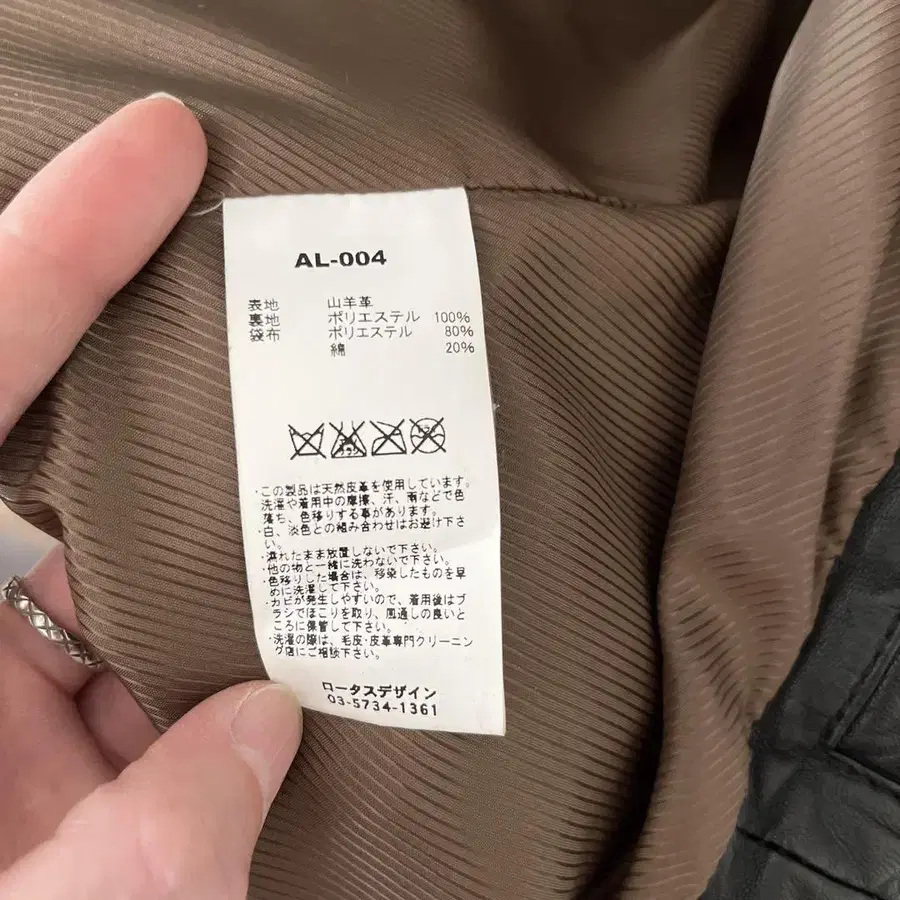 AL-004
表地 山羊革
裏地 ポリエステル 100%
袋布 ポリエステル 80%
綿 20%
・この製品は天然皮革を使用しています。
洗濯や着用中の摩擦、汗、雨などで色
落ち、色移りする事があります。
・白、淡色との組み合わせはお避け下さ
い。
・濡れたまま放置しないで下さい。
・他の物と一緒に洗わないで下さい。
・色移りした場合は、移染したものを早
めに洗濯して下さい。
・カビが発生しやすいので、着用後はブ
ラシでほこりを取り、風通しの良いと
ころに保管して下さい。
・洗濯の際は、毛皮・皮革専門クリーニン
グ店にご相談下さい。
ロータスデザイン
03-5734-1361